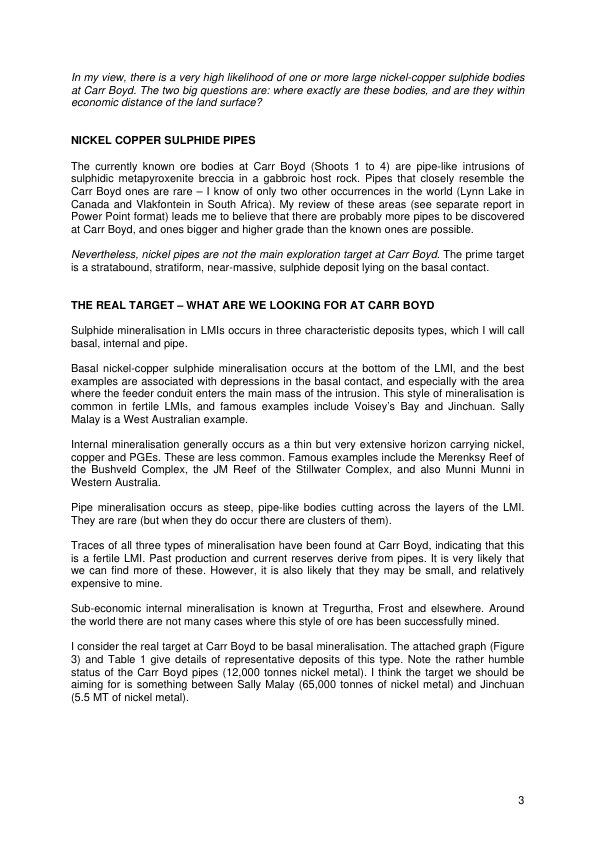 In my view, there is a very high likelihood of one or more large nickel-copper sulphide bodies
at Carr Boyd. The two big questions are: where exactly are these bodies, and are they within
economic distance of the land surface?
NICKEL COPPER SULPHIDE PIPES
The currently known ore bodies at Carr Boyd (Shoots 1 to 4) are pipe-like intrusions of
sulphidic metapyroxenite breccia in a gabbroic host rock. Pipes that closely resemble the
Carr Boyd ones are rare – I know of only two other occurrences in the world (Lynn Lake in
Canada and Vlakfontein in South Africa). My review of these areas (see separate report in
Power Point format) leads me to believe that there are probably more pipes to be discovered
at Carr Boyd, and ones bigger and higher grade than the known ones are possible.
Nevertheless, nickel pipes are not the main exploration target at Carr Boyd. The prime target
is a stratabound, stratiform, near-massive, sulphide deposit lying on the basal contact.
THE REAL TARGET – WHAT ARE WE LOOKING FOR AT CARR BOYD
Sulphide mineralisation in LMIs occurs in three characteristic deposits types, which I will call
basal, internal and pipe.
Basal nickel-copper sulphide mineralisation occurs at the bottom of the LMI, and the best
examples are associated with depressions in the basal contact, and especially with the area
where the feeder conduit enters the main mass of the intrusion. This style of mineralisation is
common in fertile LMIs, and famous examples include Voisey's Bay and Jinchuan. Sally
Malay is a West Australian example.
Internal mineralisation generally occurs as a thin but very extensive horizon carrying nickel,
copper and PGEs. These are less common. Famous examples include the Merensky Reef of
the Bushveld Complex, the JM Reef of the Stillwater Complex, and also Munni Munni in
Western Australia.
Pipe mineralisation occurs as steep, pipe-like bodies cutting across the layers of the LMI.
They are rare (but when they do occur there are clusters of them).
Traces of all three types of mineralisation have been found at Carr Boyd, indicating that this
is a fertile LMI. Past production and current reserves derive from pipes. It is very likely that
we can find more of these. However, it is also likely that they may be small, and relatively
expensive to mine.
Sub-economic internal mineralisation is known at Tregurtha, Frost and elsewhere. Around
the world there are not many cases where this style of ore has been successfully mined.
I consider the real target at Carr Boyd to be basal mineralisation. The attached graph (Figure
3) and Table 1 give details of representative deposits of this type. Note the rather humble
status of the Carr Boyd pipes (12,000 tonnes nickel metal). I think the target we should be
aiming for is something between Sally Malay (65,000 tonnes of nickel metal) and Jinchuan
(5.5 MT of nickel metal).
3